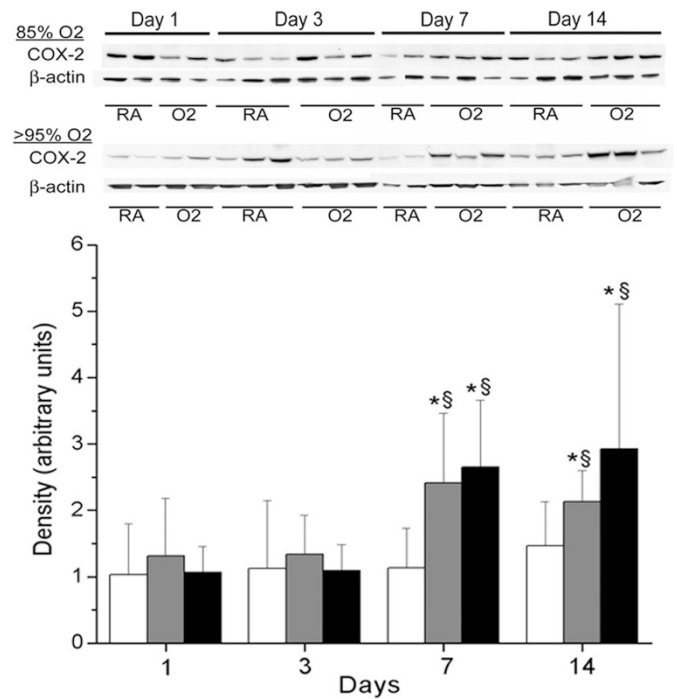 Day 1 Day 3 Day 7 Day 14
85% O2
COX-2
β-actin
RA O2 RA O2 RA O2 RA O2
>95% O2
COX-2
β-actin
RA O2 RA O2 RA O2 RA O2
6
5
4
3
2
1
0
Density (arbitrary units)
*§ *§ *§ *§
1 3 7 14
Days